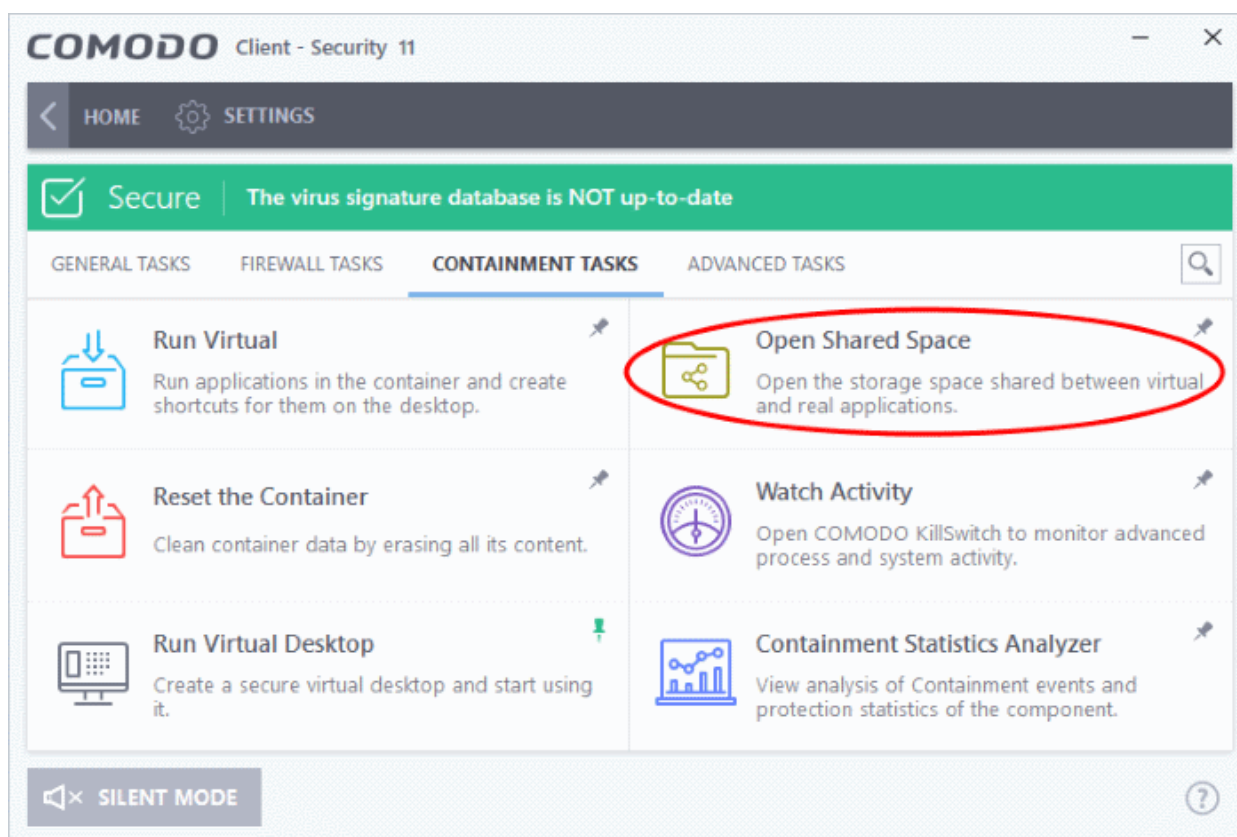 COMODO Client - Security 11
HOME SETTINGS
Secure The virus signature database is NOT up-to-date
GENERAL TASKS FIREWALL TASKS CONTAINMENT TASKS ADVANCED TASKS
Run Virtual
Run applications in the container and create
shortcuts for them on the desktop.
Open Shared Space
Open the storage space shared between virtual
and real applications.
Reset the Container
Clean container data by erasing all its content.
Watch Activity
Open COMODO KillSwitch to monitor advanced
process and system activity.
Run Virtual Desktop
Create a secure virtual desktop and start using
it.
Containment Statistics Analyzer
View analysis of Containment events and
protection statistics of the component.
SILENT MODE
?